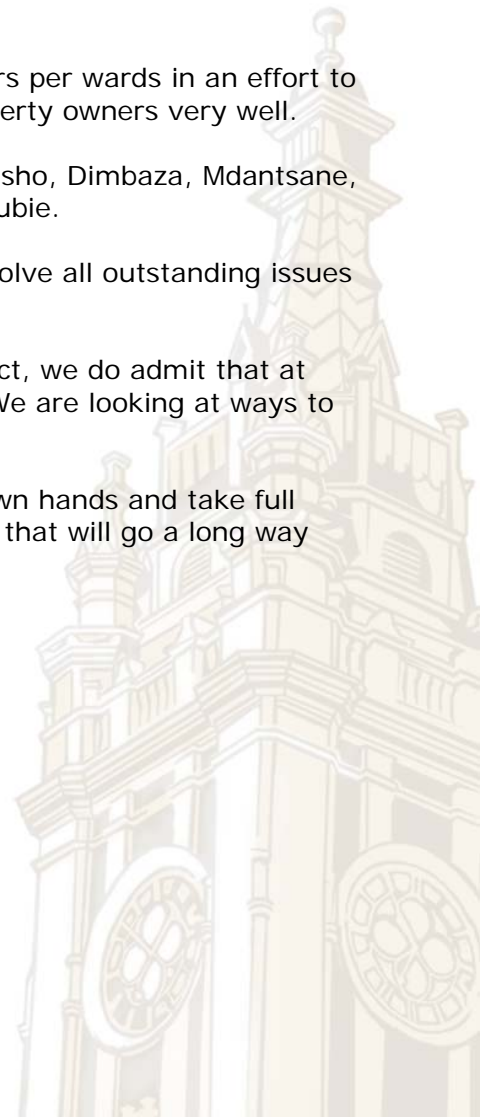 rs per wards in an effort to
erty owners very well.
sho, Dimbaza, Mdantsane,
ubie.
olve all outstanding issues
ct, we do admit that at
We are looking at ways to
wn hands and take full
that will go a long way